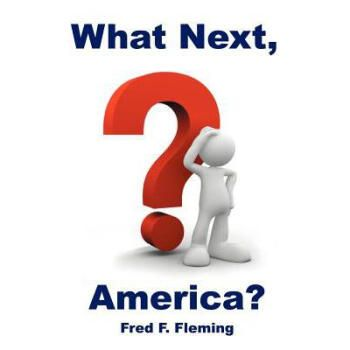 What Next,
America?
Fred F. Fleming